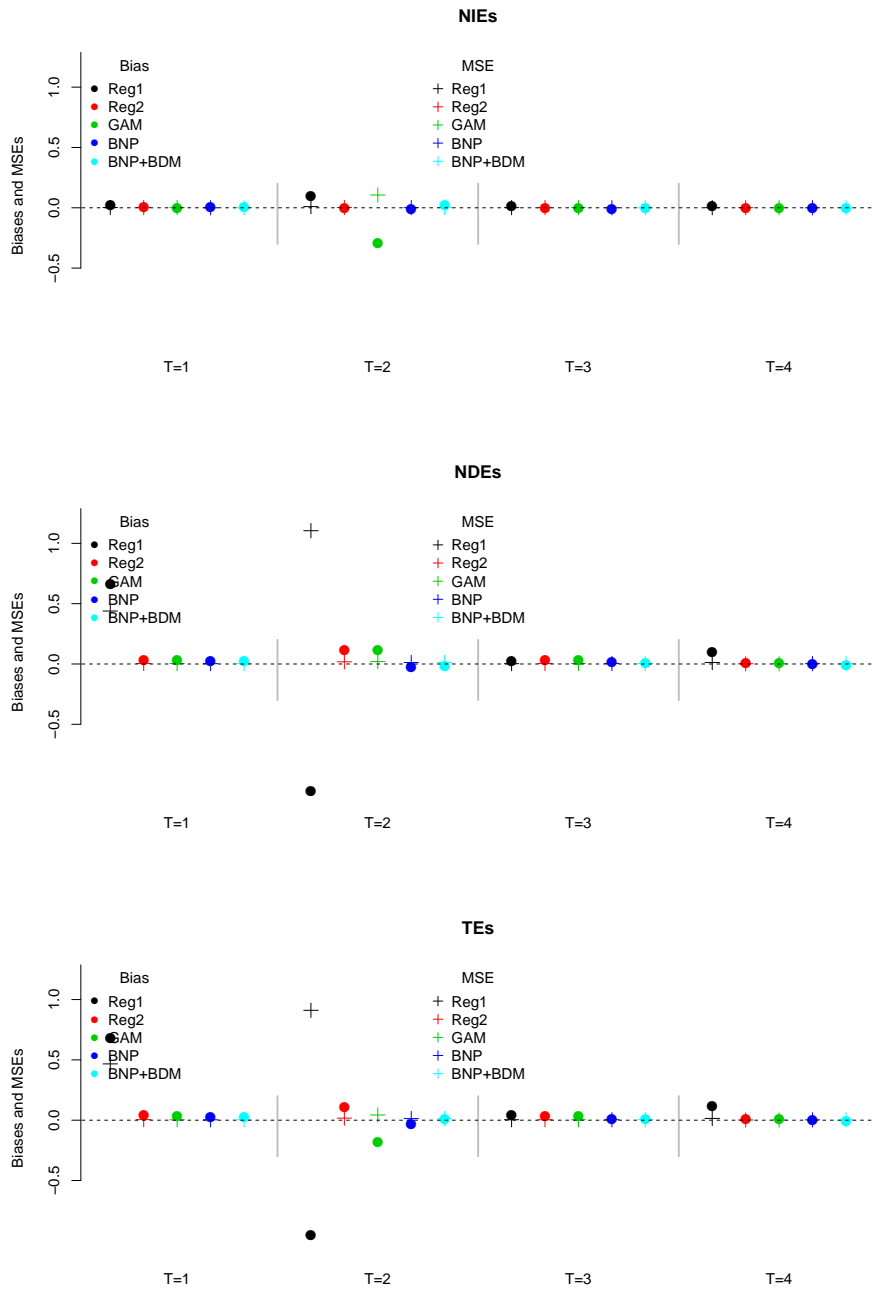 NIEs
Biases and MSEs
1.0
0.5
0.0
−0.5
Bias
Reg1
Reg2
GAM
BNP
BNP+BDM
MSE
Reg1
Reg2
GAM
BNP
BNP+BDM
T=1
T=2
T=3
T=4
NDEs
Biases and MSEs
1.0
0.5
0.0
−0.5
Bias
Reg1
Reg2
GAM
BNP
BNP+BDM
MSE
Reg1
Reg2
GAM
BNP
BNP+BDM
T=1
T=2
T=3
T=4
TEs
Biases and MSEs
1.0
0.5
0.0
−0.5
Bias
Reg1
Reg2
GAM
BNP
BNP+BDM
MSE
Reg1
Reg2
GAM
BNP
BNP+BDM
T=1
T=2
T=3
T=4